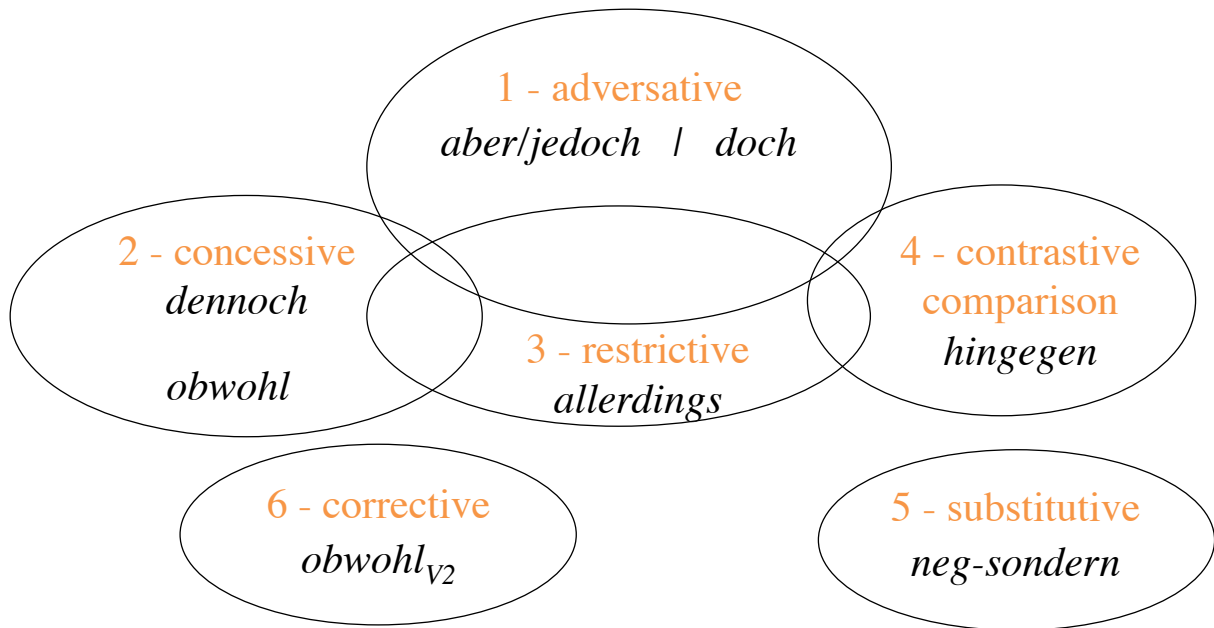 1 - adversative
aber/jedoch / doch
2 - concessive
dennoch
obwohl
3 - restrictive
allerdings
4 - contrastive
comparison
hingegen
6 - corrective
obwohl_V2
5 - substitutive
neg-sondern